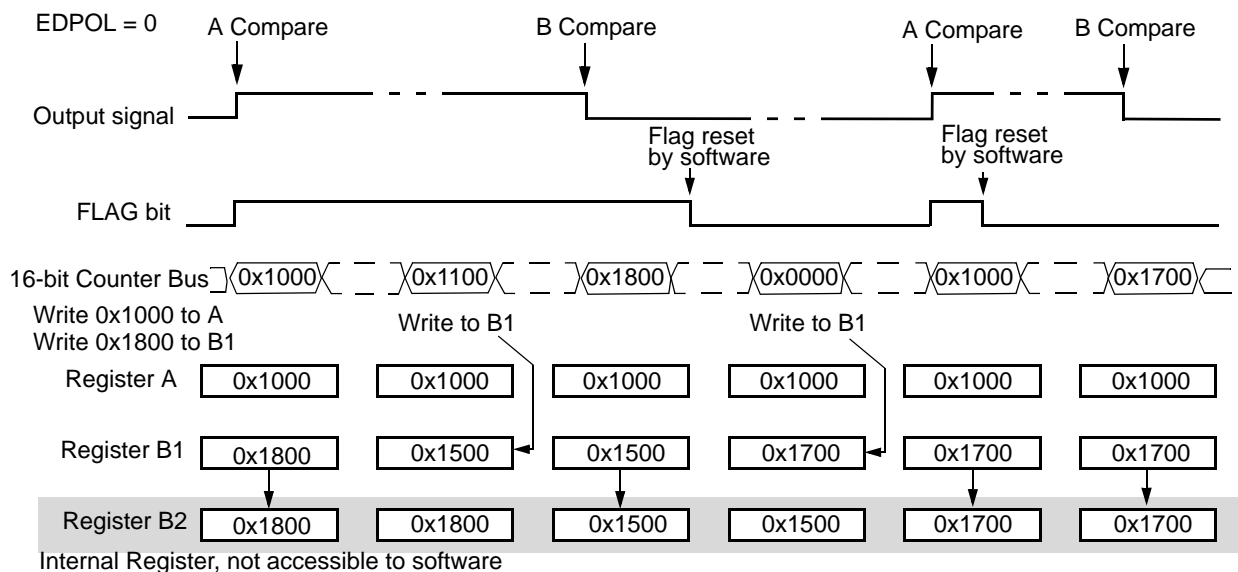 EDPOL = 0
A Compare
B Compare
A Compare
B Compare
Output signal
Flag reset
by software
Flag reset
by software
FLAG bit
16-bit Counter Bus
0x1000
0x1100
0x1800
0x0000
0x1000
0x1700
Write 0x1000 to A
Write 0x1800 to B1
Write to B1
Write to B1
Register A
0x1000
0x1000
0x1000
0x1000
0x1000
0x1000
Register B1
0x1800
0x1500
0x1500
0x1700
0x1700
0x1700
Register B2
0x1800
0x1800
0x1500
0x1500
0x1700
0x1700
Internal Register, not accessible to software